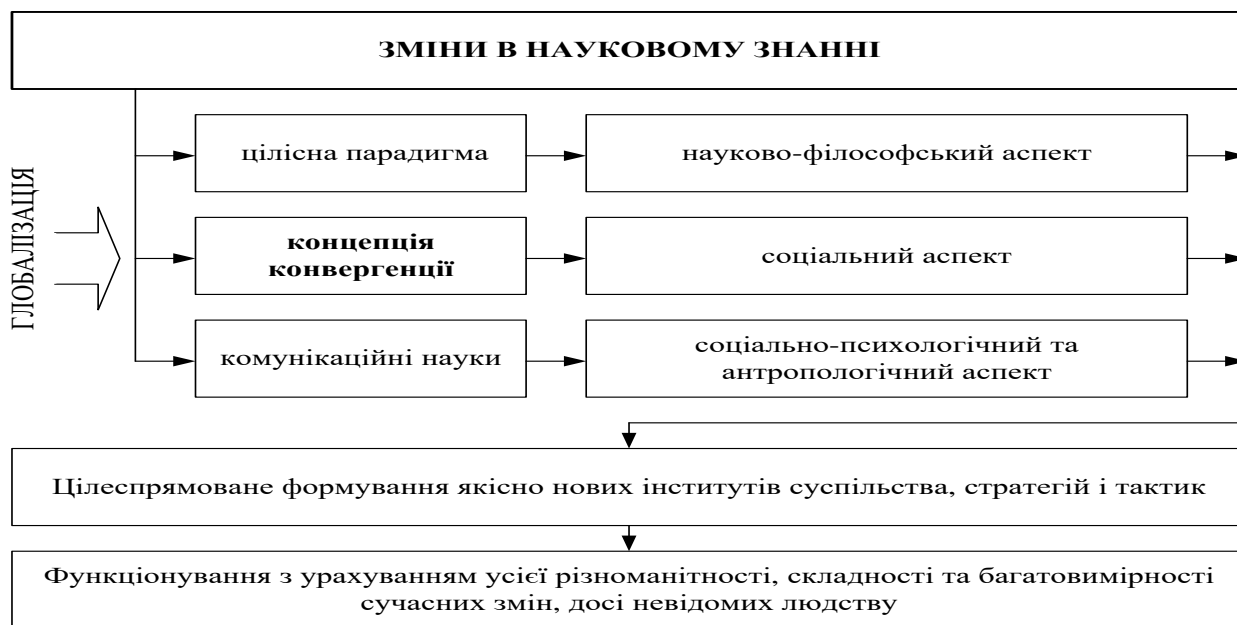 ЗМІНИ В НАУКОВОМУ ЗНАННІ
ГЛОБАЛІЗАЦІЯ
цілісна парадигма
науково-філософський аспект
концепція
конвергенції
соціальний аспект
комунікаційні науки
соціально-психологічний та
антропологічний аспект
Цілеспрямоване формування якісно нових інститутів суспільства, стратегій і тактик
Функціонування з урахуванням усієї різноманітності, складності та багатовимірності
сучасних змін, досі невідомих людству